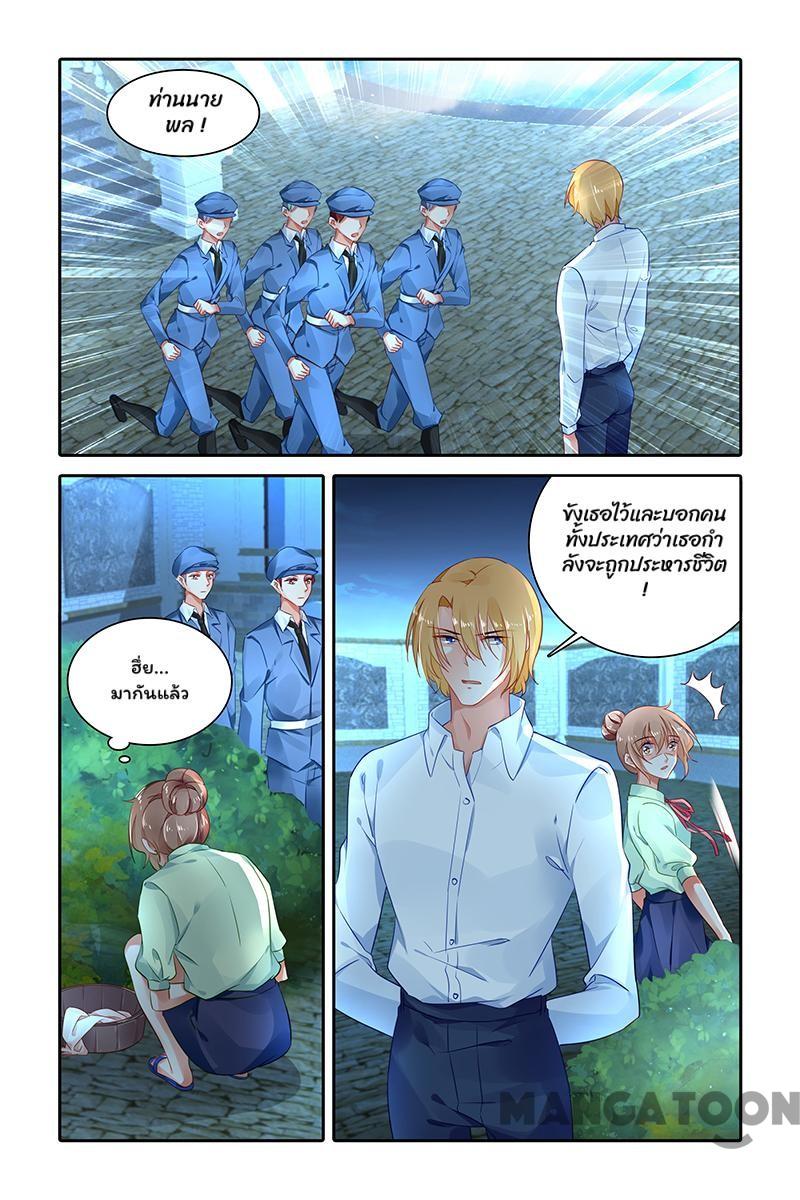 ท่านนาย
พล !
ฮึ่ย...
มากันแล้ว
ขังเธอไว้และบอกคน
ทั้งประเทศว่าเธอกำ
ลังจะถูกประหารชีวิต
!
MANGATOON